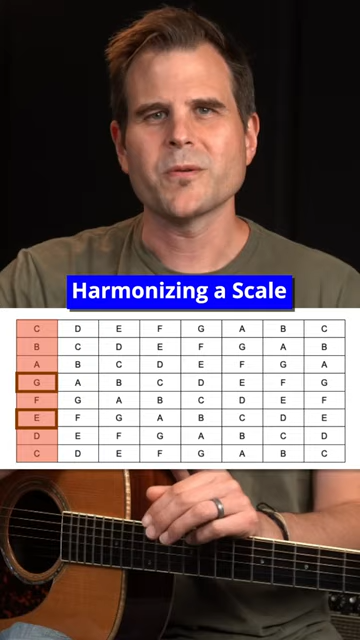 Harmonizing a Scale
C D E F G A B C
B C D E F G A B
A B C D E F G A
G A B C D E F G
F G A B C D E F
E F G A B C D E
D E F G A B C D
C D E F G A B C